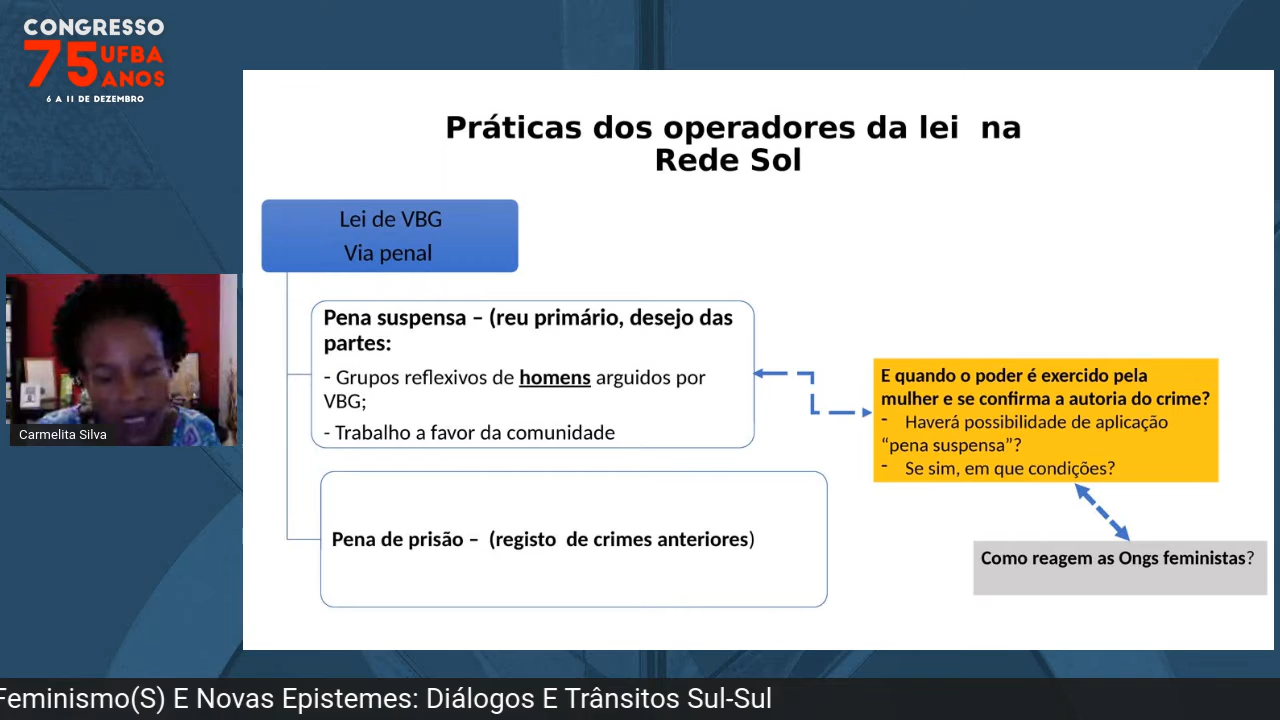 CONGRESSO
75 UFBA
ANOS
6 A 11 DE DEZEMBRO
Práticas dos operadores da lei na
Rede Sol
Lei de VBG
Via penal
Pena suspensa – (reu primário, desejo das
partes:
- Grupos reflexivos de homens arguidos por
VBG;
- Trabalho a favor da comunidade
E quando o poder é exercido pela
mulher e se confirma a autoria do crime?
- Haverá possibilidade de aplicação
“pena suspensa”?
- Se sim, em que condições?
Pena de prisão – (registo de crimes anteriores)
Como reagem as Ongs feministas?
Carmelita Silva
Feminismo(S) E Novas Epistemes: Diálogos E Trânsitos Sul-Sul